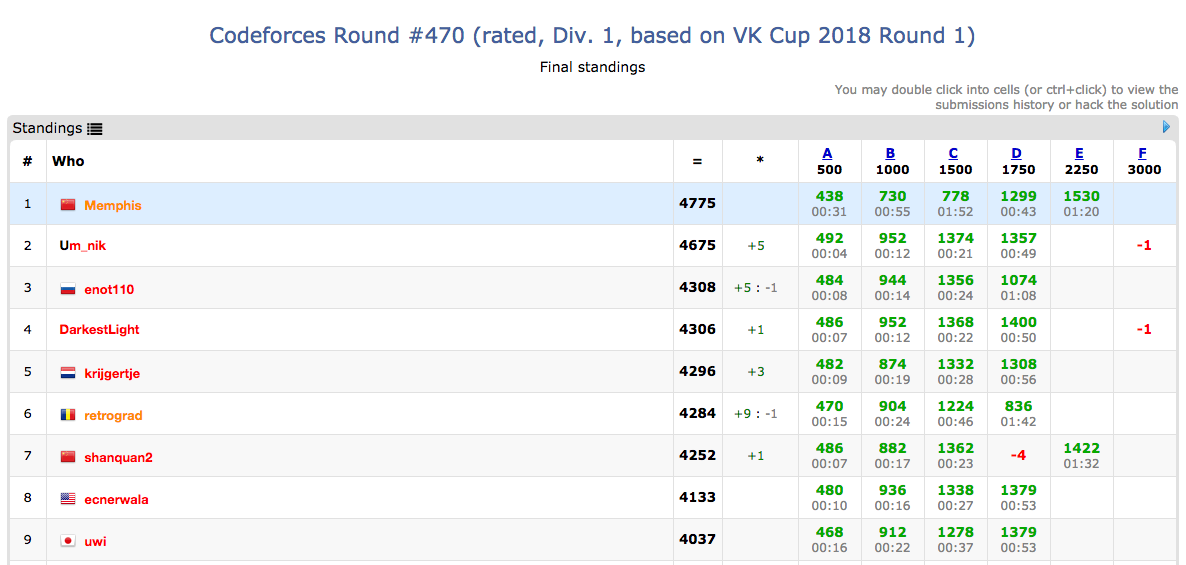 Codeforces Round #470 (rated, Div. 1, based on VK Cup 2018 Round 1)
Final standings
You may double click into cells (or ctrl+click) to view the
submissions history or hack the solution
Standings
# Who = * A B C D E F
500 1000 1500 1750 2250 3000
1 Memphis 4775 438 730 778 1299 1530
00:31 00:55 01:52 00:43 01:20
2 Um_nik 4675 +5 492 952 1374 1357 -1
00:04 00:12 00:21 00:49
3 enot110 4308 +5 : -1 484 944 1356 1074
00:08 00:14 00:24 01:08
4 DarkestLight 4306 +1 486 952 1368 1400 -1
00:07 00:12 00:22 00:50
5 krijgertje 4296 +3 482 874 1332 1308
00:09 00:19 00:28 00:56
6 retrograd 4284 +9 : -1 470 904 1224 836
00:15 00:24 00:46 01:42
7 shanquan2 4252 +1 486 882 1362 -4 1422
00:07 00:17 00:23 01:32
8 ecnerwala 4133 480 936 1338 1379
00:10 00:16 00:27 00:53
9 uwi 4037 468 912 1278 1379
00:16 00:22 00:37 00:53